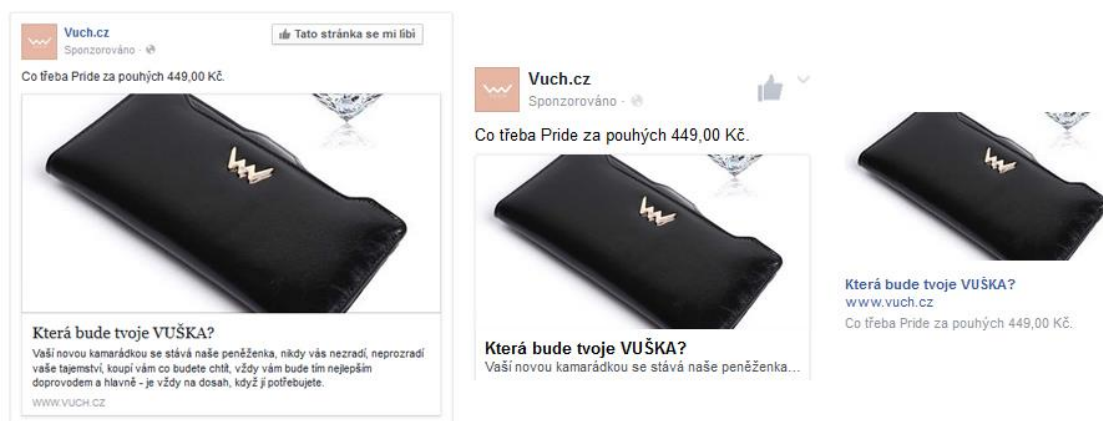 Vuch.cz
Tato stránka se mi líbí
Sponzorováno ·
Co třeba Pride za pouhých 449,00 Kč.
Která bude tvoje VUŠKA?
Vaší novou kamarádkou se stává naše peněženka, nikdy vás nezradí, neprozradí
vaše tajemství, koupí vám co budete chtít, vždy vám bude tím nejlepším
doprovodem a hlavně - je vždy na dosah, když jí potřebujete.
WWW.VUCH.CZ
Vuch.cz
Sponzorováno ·
Co třeba Pride za pouhých 449,00 Kč.
Která bude tvoje VUŠKA?
Vaší novou kamarádkou se stává naše peněženka...
Která bude tvoje VUŠKA?
www.vuch.cz
Co třeba Pride za pouhých 449,00 Kč.